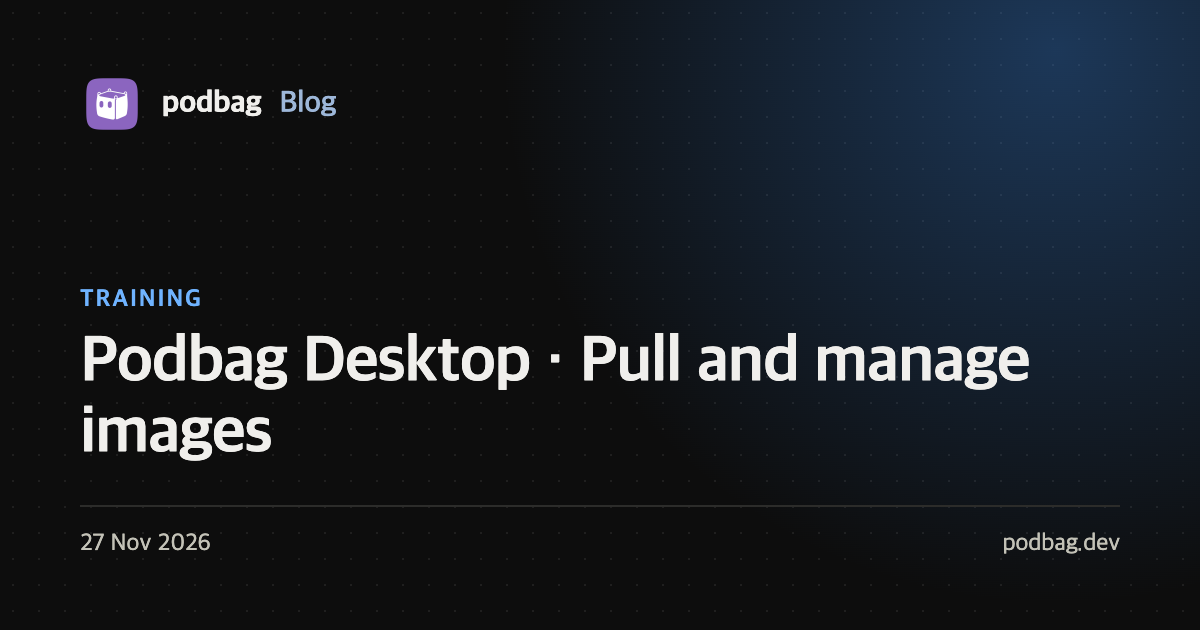 podbag Blog
TRAINING
Podbag Desktop · Pull and manage
images
27 Nov 2026
podbag.dev